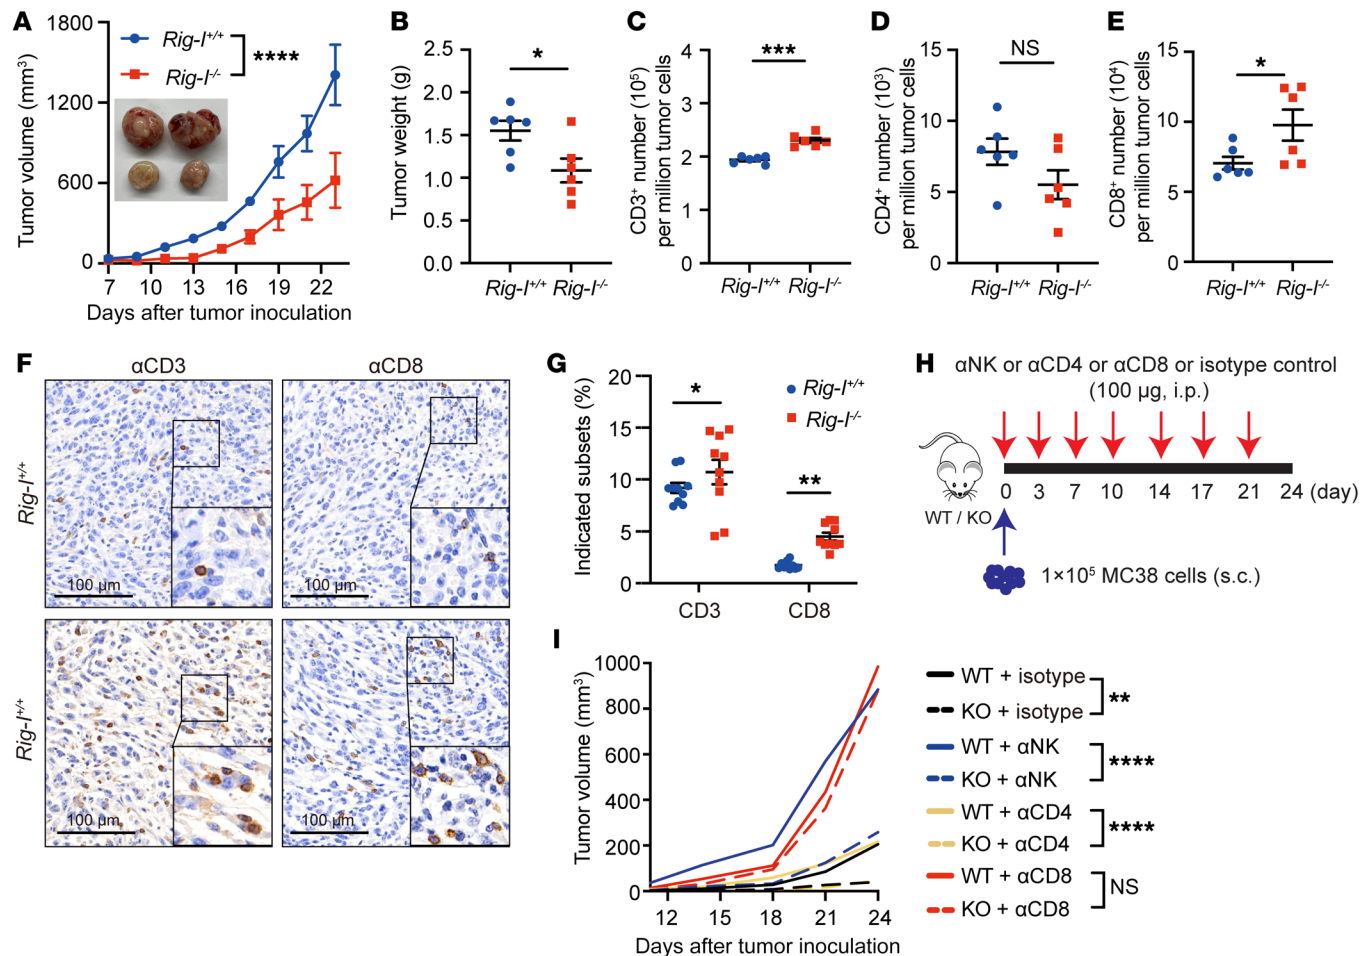 A
1800
1200
600
0
Tumor volume (mm³)
Rig-I⁺/⁺
Rig-I⁻/⁻
****
7 10 13 16 19 22
Days after tumor inoculation
B
2.5
2.0
1.5
1.0
0.5
0.0
Tumor weight (g)
*
Rig-I⁺/⁺ Rig-I⁻/⁻
C
4
3
2
1
0
CD3⁺ number (10⁵)
per million tumor cells
***
Rig-I⁺/⁺ Rig-I⁻/⁻
D
15
10
5
0
CD4⁺ number (10³)
per million tumor cells
NS
Rig-I⁺/⁺ Rig-I⁻/⁻
E
15
10
5
0
CD8⁺ number (10⁴)
per million tumor cells
*
Rig-I⁺/⁺ Rig-I⁻/⁻
F
αCD3 αCD8
Rig-I⁺/⁺
100 µm
100 µm
Rig-I⁺/⁺
100 µm
100 µm
G
20
15
10
5
0
Indicated subsets (%)
*
**
Rig-I⁺/⁺
Rig-I⁻/⁻
CD3 CD8
H
αNK or αCD4 or αCD8 or isotype control
(100 µg, i.p.)
WT / KO
0 3 7 10 14 17 21 24 (day)
1×10⁵ MC38 cells (s.c.)
I
1000
800
600
400
200
0
Tumor volume (mm³)
12 15 18 21 24
Days after tumor inoculation
WT + isotype
KO + isotype
**
WT + αNK
KO + αNK
****
WT + αCD4
KO + αCD4
****
WT + αCD8
KO + αCD8
NS